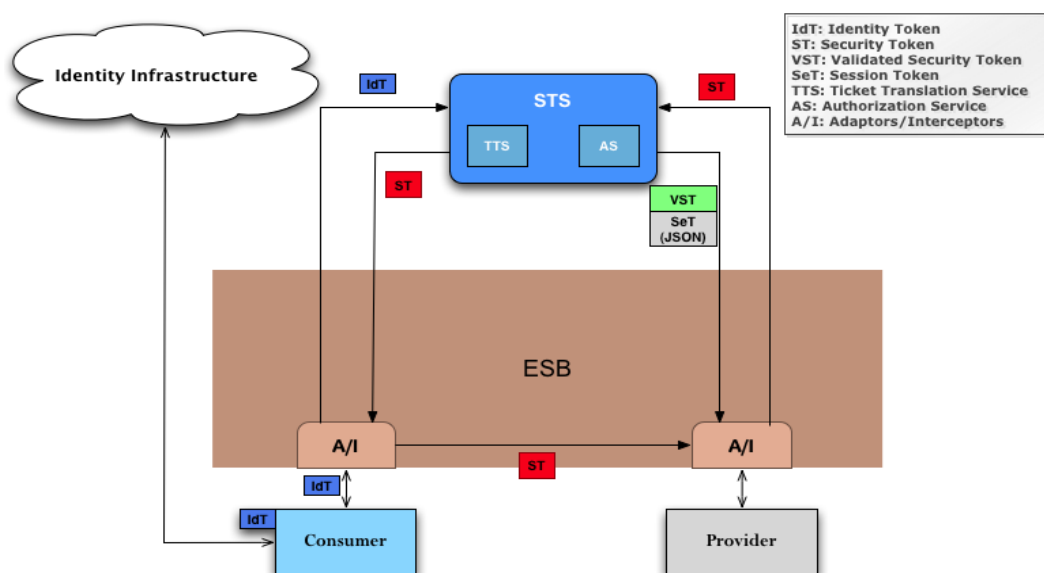 IdT: Identity Token
ST: Security Token
VST: Validated Security Token
SeT: Session Token
TTS: Ticket Translation Service
AS: Authorization Service
A/I: Adaptors/Interceptors
Identity Infrastructure
IdT
STS
ST
TTS
AS
ST
VST
SeT
(JSON)
ESB
A/I
A/I
ST
IdT
IdT
Consumer
Provider